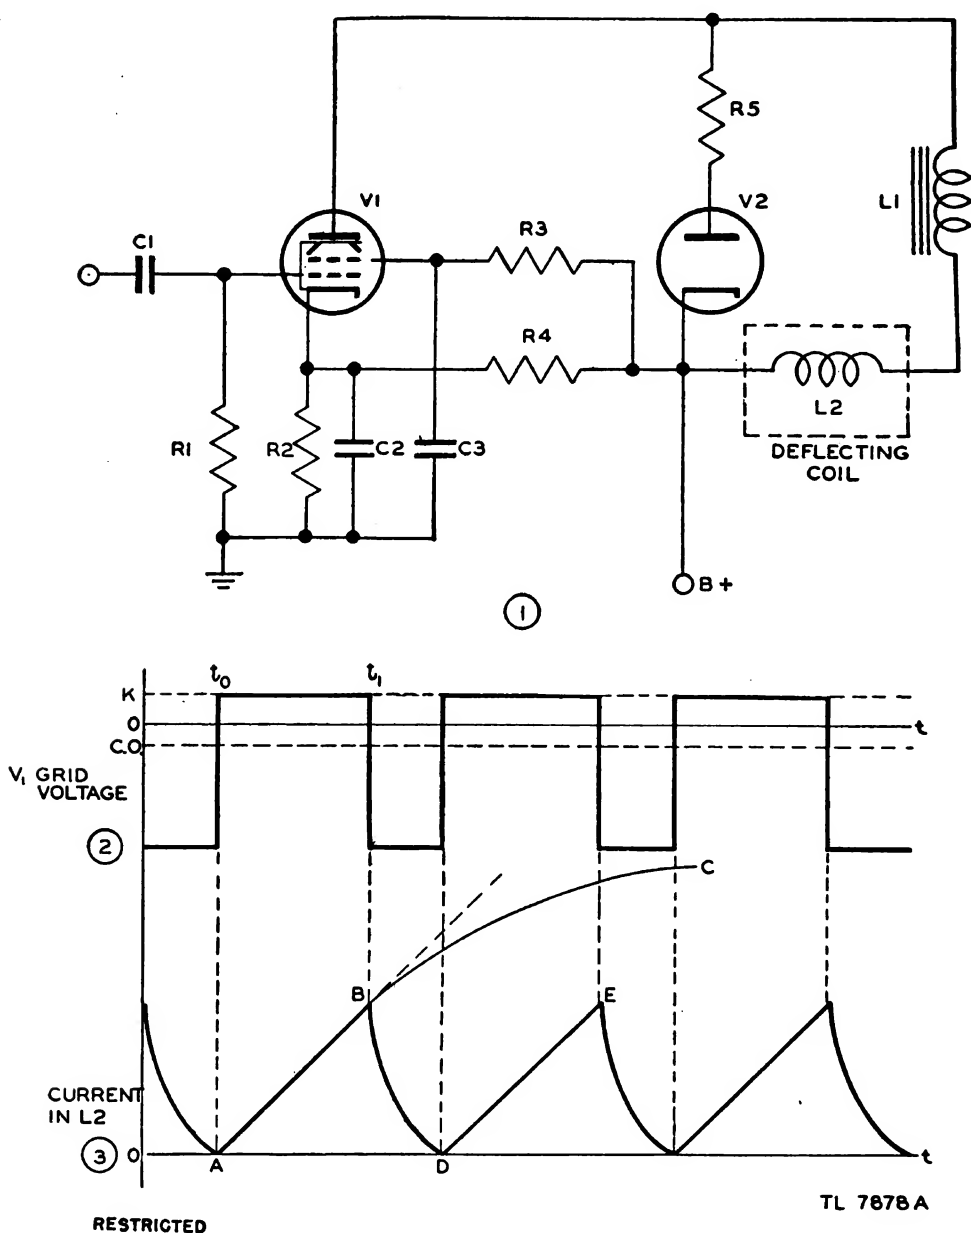 R5
V1
V2
L1
C1
R3
R4
L2
R1
R2
C2
C3
DEFLECTING
COIL
B+
1
t₀
t₁
K
0
t
C.O
V₁ GRID
VOLTAGE
2
C
B
E
CURRENT
IN L2
3
0
A
D
t
TL 7878A
RESTRICTED